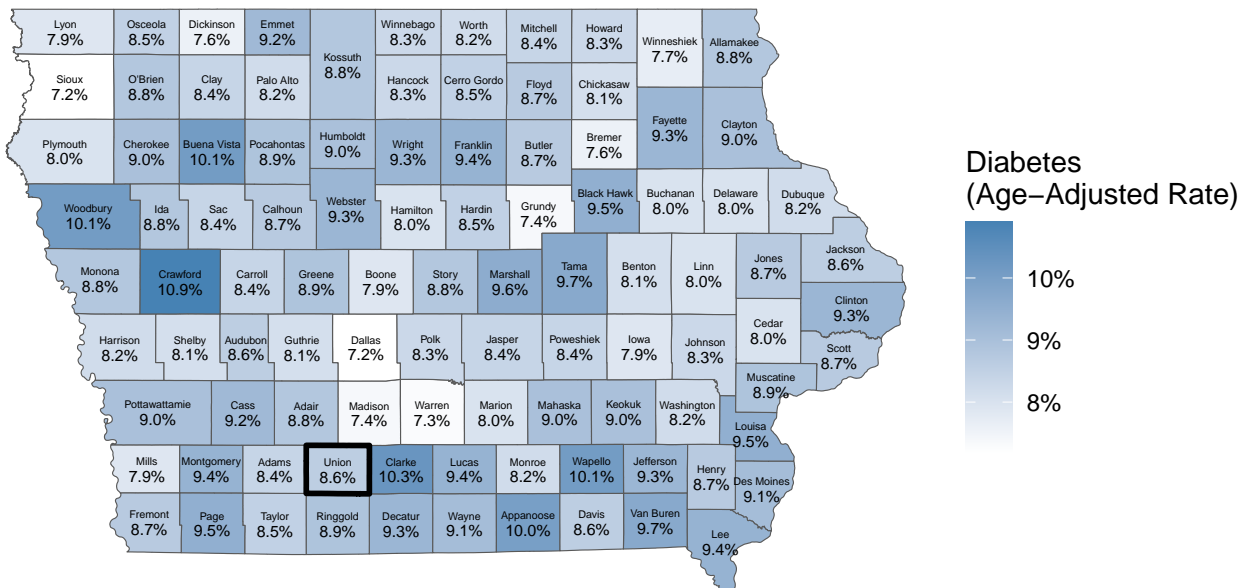 Lyon
7.9%
Osceola
8.5%
Dickinson
7.6%
Emmet
9.2%
Kossuth
8.8%
Winnebago
8.3%
Worth
8.2%
Mitchell
8.4%
Howard
8.3%
Winneshiek
7.7%
Allamakee
8.8%
Sioux
7.2%
O'Brien
8.8%
Clay
8.4%
Palo Alto
8.2%
Hancock
8.3%
Cerro Gordo
8.5%
Floyd
8.7%
Chickasaw
8.1%
Fayette
9.3%
Clayton
9.0%
Plymouth
8.0%
Cherokee
9.0%
Buena Vista
10.1%
Pocahontas
8.9%
Humboldt
9.0%
Wright
9.3%
Franklin
9.4%
Butler
8.7%
Bremer
7.6%
Woodbury
10.1%
Ida
8.8%
Sac
8.4%
Calhoun
8.7%
Webster
9.3%
Hamilton
8.0%
Hardin
8.5%
Grundy
7.4%
Black Hawk
9.5%
Buchanan
8.0%
Delaware
8.0%
Dubuque
8.2%
Monona
8.8%
Crawford
10.9%
Carroll
8.4%
Greene
8.9%
Boone
7.9%
Story
8.8%
Marshall
9.6%
Tama
9.7%
Benton
8.1%
Linn
8.0%
Jones
8.7%
Jackson
8.6%
Clinton
9.3%
Harrison
8.2%
Shelby
8.1%
Audubon
8.6%
Guthrie
8.1%
Dallas
7.2%
Polk
8.3%
Jasper
8.4%
Poweshiek
8.4%
Iowa
7.9%
Johnson
8.3%
Cedar
8.0%
Scott
8.7%
Muscatine
8.9%
Pottawattamie
9.0%
Cass
9.2%
Adair
8.8%
Madison
7.4%
Warren
7.3%
Marion
8.0%
Mahaska
9.0%
Keokuk
9.0%
Washington
8.2%
Louisa
9.5%
Mills
7.9%
Montgomery
9.4%
Adams
8.4%
Union
8.6%
Clarke
10.3%
Lucas
9.4%
Monroe
8.2%
Wapello
10.1%
Jefferson
9.3%
Henry
8.7%
Des Moines
9.1%
Fremont
8.7%
Page
9.5%
Taylor
8.5%
Ringgold
8.9%
Decatur
9.3%
Wayne
9.1%
Appanoose
10.0%
Davis
8.6%
Van Buren
9.7%
Lee
9.4%
Diabetes
(Age−Adjusted Rate)
10%
9%
8%